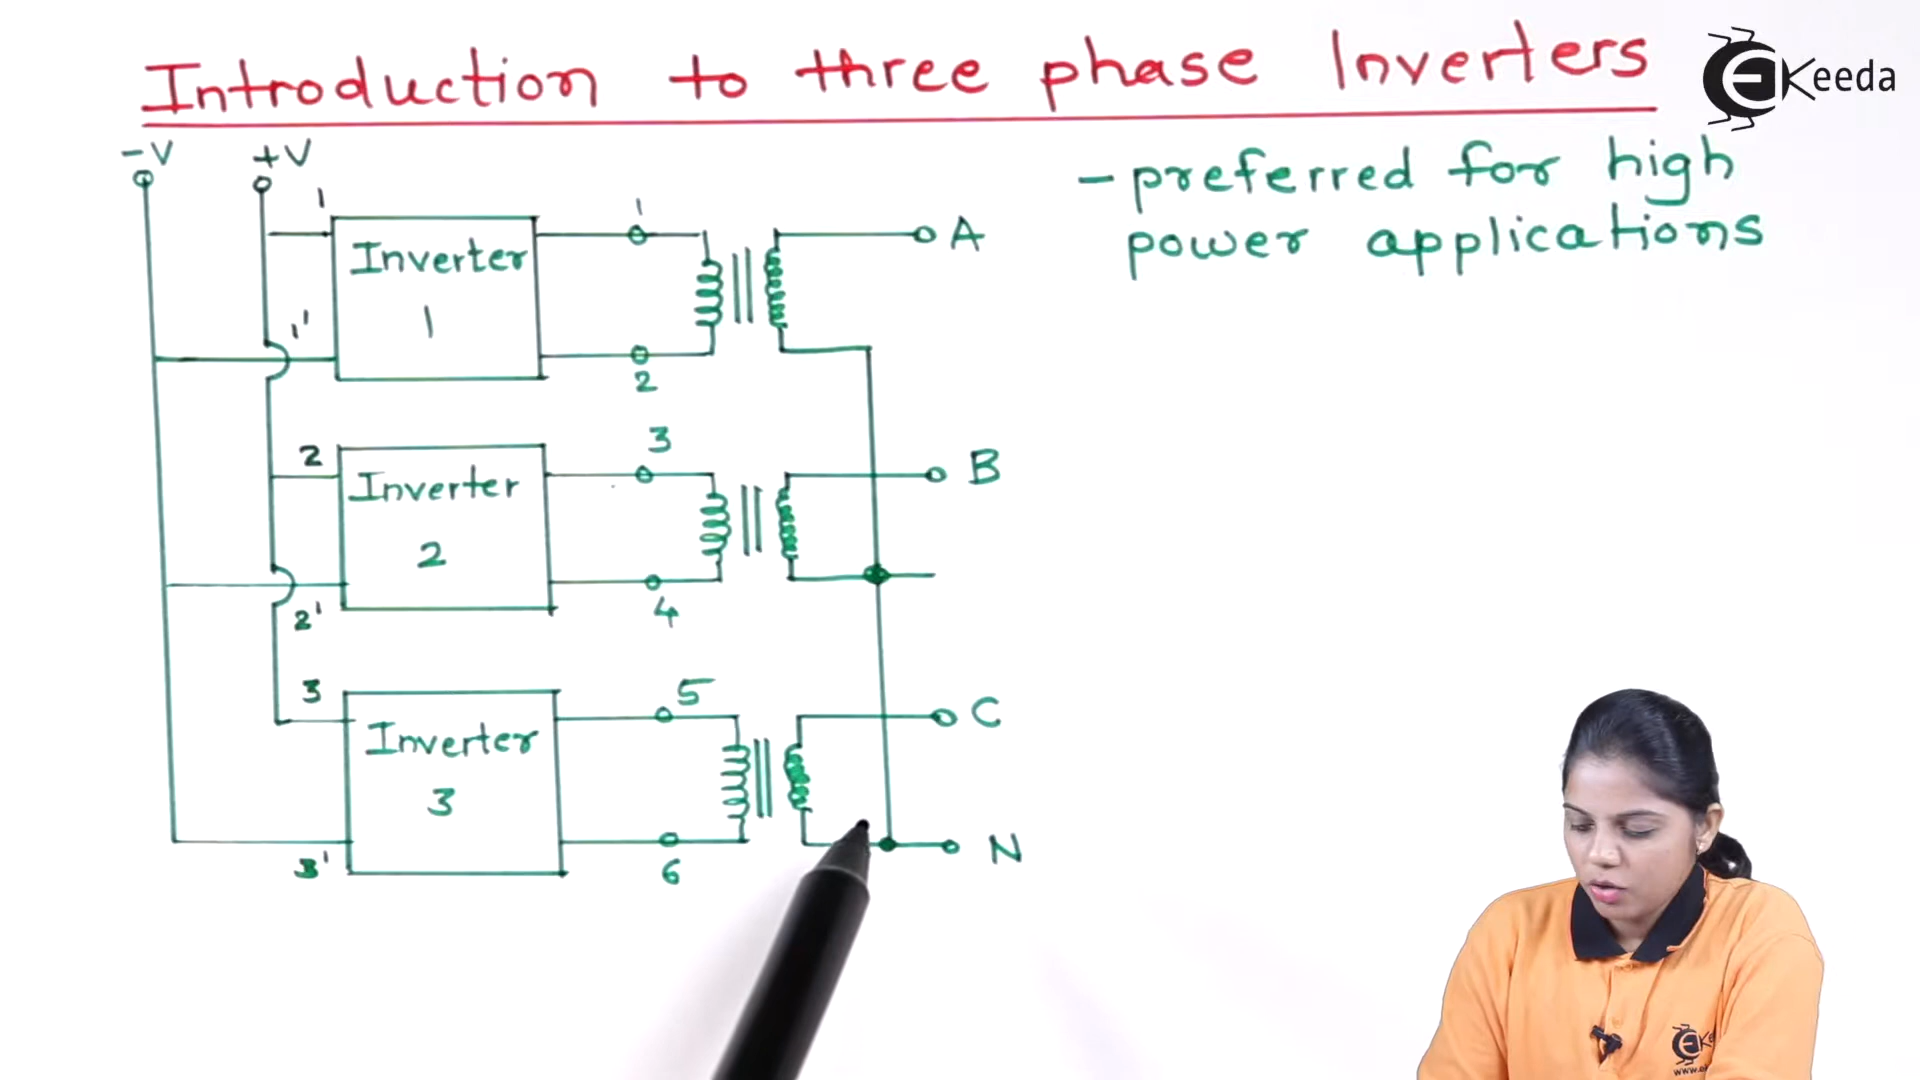 Introduction to three phase Inverters
EKeeda
-V
+V
- preferred for high
power applications
1
1
Inverter
1
A
1'
2
3
2
Inverter
2
B
2'
4
3
5
Inverter
3
C
3'
6
N